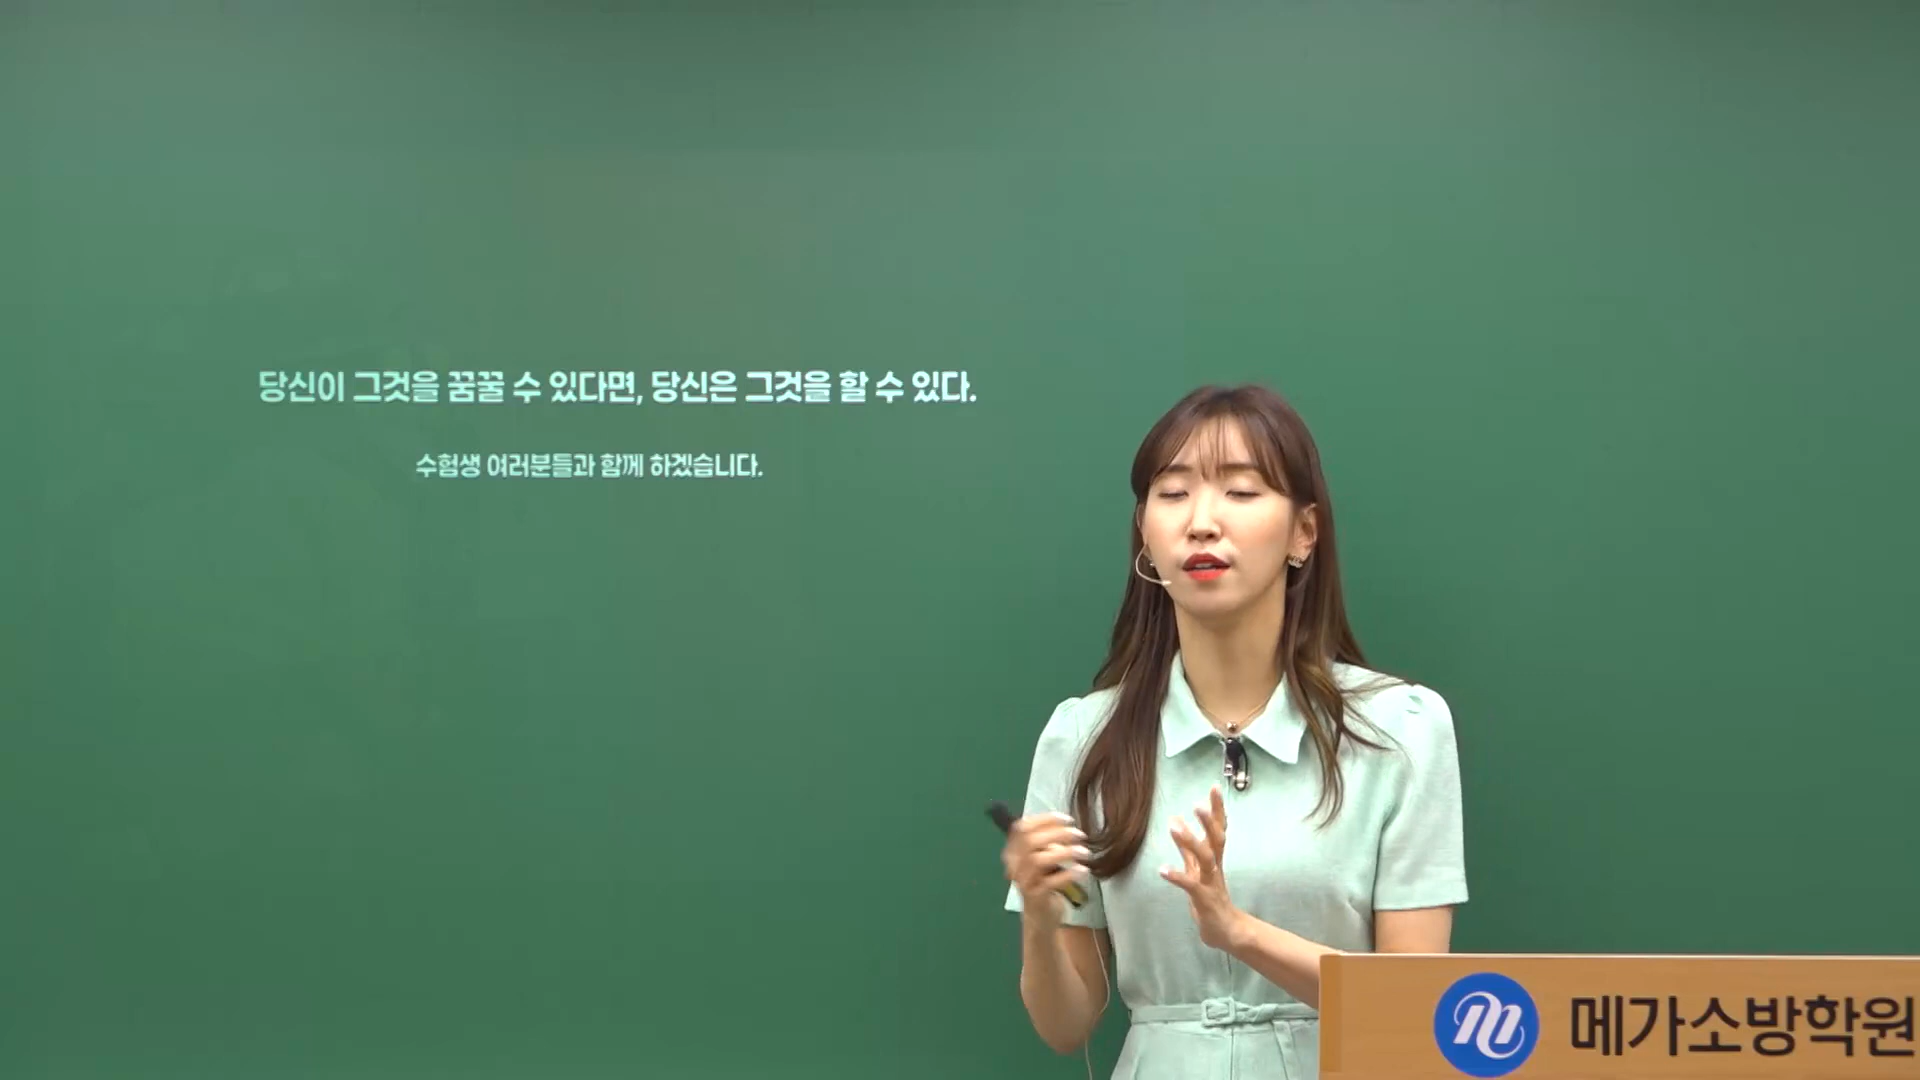 당신이 그것을 꿈꿀 수 있다면, 당신은 그것을 할 수 있다.
수험생 여러분들과 함께 하겠습니다.
메가소방학원